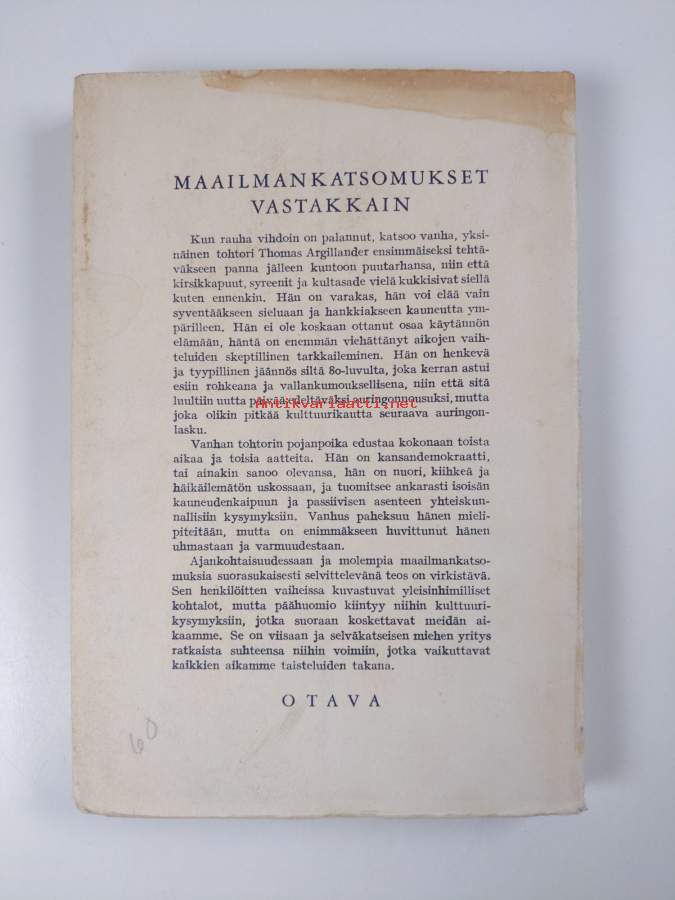 MAAILMANKATSOMUKSET
VASTAKKAIN
Kun rauha vihdoin on palannut, katsoo vanha, yksi-
näinen tohtori Thomas Argillander ensimmäiseksi tehtä-
väkseen panna jälleen kuntoon puutarhansa, niin että
kirsikkapuut, syreenit ja kultasade vielä kukkisivat siellä
kuten ennenkin. Hän on varakas, hän voi elää vain
syventääkseen sieluaan ja hankkiakseen kauneutta ym-
pärilleen. Hän ei ole koskaan ottanut osaa käytännön
elämään, häntä on enemmän viehättänyt aikojen vaih-
teluiden skeptillinen tarkkaileminen. Hän on henkevä
ja tyypillinen jäännös siltä 80-luvulta, joka kerran astui
esiin rohkeana ja vallankumouksellisena, niin että sitä
luultiin uutta päivää edeltäväksi auringonnousuksi, mutta
Antikvariaatti.net
joka olikin pitkää kulttuurikautta seuraava auringon-
lasku.
Vanhan tohtorin pojanpoika edustaa kokonaan toista
aikaa ja toisia aatteita. Hän on kansandemokraatti,
tai ainakin sanoo olevansa, hän on nuori, kiihkeä ja
häikäilemätön uskossaan, ja tuomitsee ankarasti isoisän
kauneudenkaipuun ja passiivisen asenteen yhteiskun-
nallisiin kysymyksiin. Vanhus paheksuu hänen mieli-
piteitään, mutta on enimmäkseen huvittunut hänen
uhmastaan ja varmuudestaan.
Ajankohtaisuudessaan ja molempia maailmankatso-
muksia suorasukaisesti selvittelevänä teos on virkistävä.
Sen henkilöitten vaiheissa kuvastuvat yleisinhimilliset
kohtalot, mutta päähuomio kiintyy niihin kulttuuri-
kysymyksiin, jotka suoraan koskettavat meidän ai-
kaamme. Se on viisaan ja selväkatseisen miehen yritys
ratkaista suhteensa niihin voimiin, jotka vaikuttavat
kaikkien aikamme taisteluiden takana.
OTAVA
60